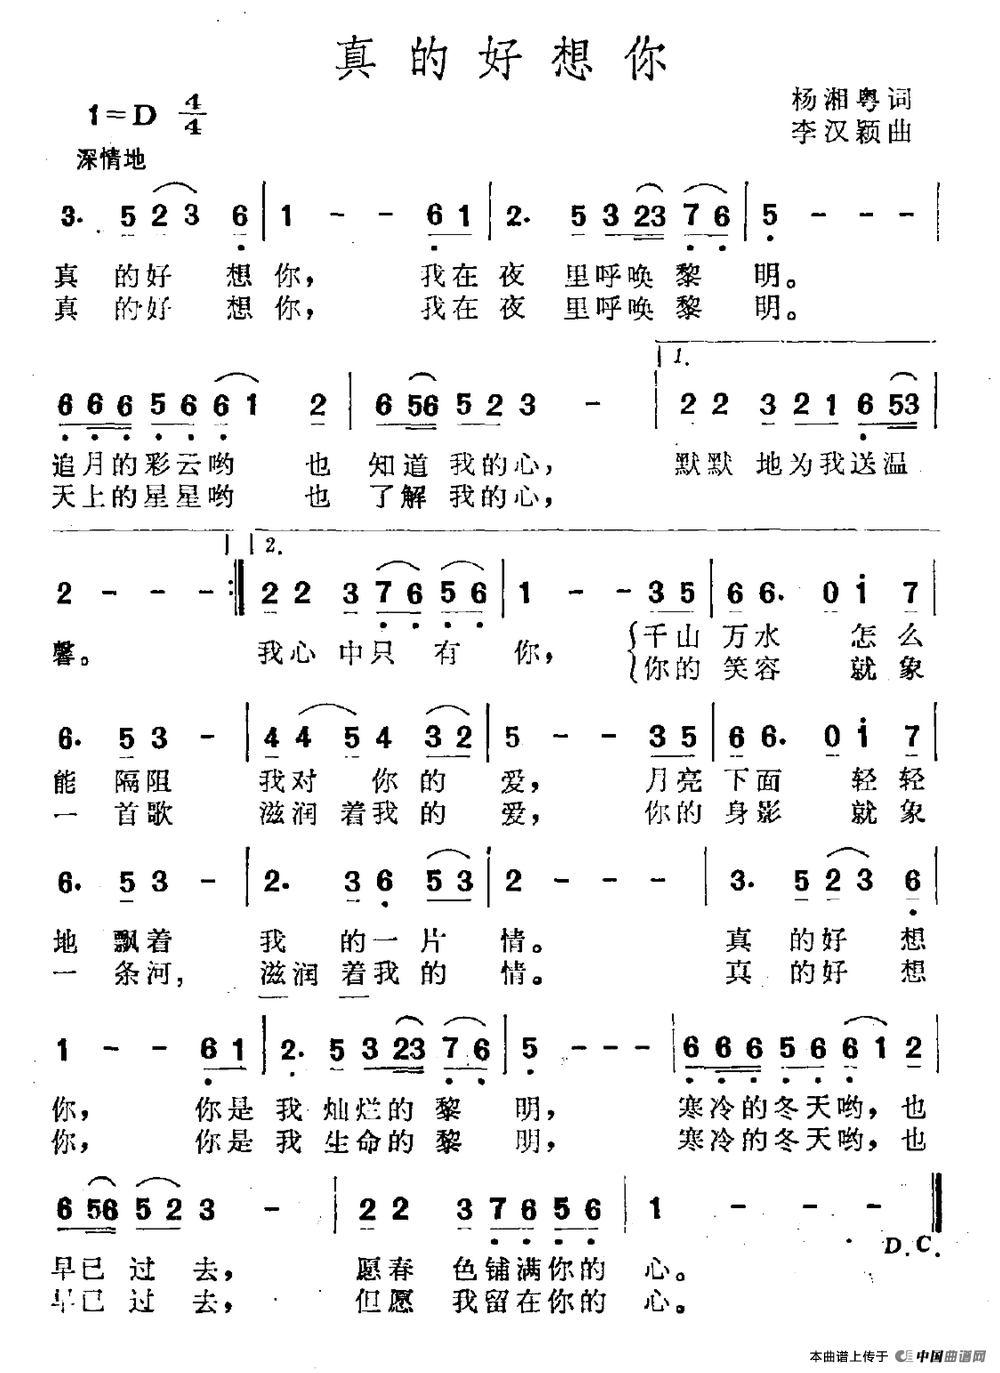 真的好想你
1=D 4/4
杨湘粤词
李汉颖曲
深情地
3. 5 2 3 6 | 1 - - 6 1 | 2. 5 3 23 7 6 | 5 - - - |
真 的好 想你, 我在夜 里呼唤黎 明。
真 的好 想你, 我在夜 里呼唤黎 明。
1.
6 6 6 5 6 6 1 2 | 6 56 5 2 3 - | 2 2 3 2 1 6 53 |
追月的彩云哟 也 知道 我的心, 默默 地为我送温
天上的星星哟 也 了解 我的心,
2.
2 - - - :| 2 2 3 7 6 5 6 | 1 - - 3 5 | 6 6. 0 i 7 |
馨。 我心 中只 有 你, 千山 万水 怎么
你的 笑容 就象
6. 5 3 - | 4 4 5 4 3 2 | 5 - - 3 5 | 6 6. 0 i 7 |
能 隔阻 我对 你的 爱, 月亮 下面 轻轻
一 首歌 滋润 着我 的 爱, 你的 身影 就象
6. 5 3 - | 2. 3 6 5 3 | 2 - - - | 3. 5 2 3 6 |
地 飘着 我 的一 片 情。 真 的好 想
一 条河, 滋润 着我 的 情。 真 的好 想
1 - - 6 1 | 2. 5 3 23 7 6 | 5 - - - | 6 6 6 5 6 6 1 2 |
你, 你是 我 灿烂的 黎 明, 寒冷的冬天哟, 也
你, 你是 我 生命的 黎 明, 寒冷的冬天哟, 也
6 56 5 2 3 - | 2 2 3 7 6 5 6 | 1 - - - ||
D.C.
早已 过 去, 愿春 色铺满你的 心。
早已 过 去, 但愿 我留在你的 心。
本曲谱上传于 中国曲谱网